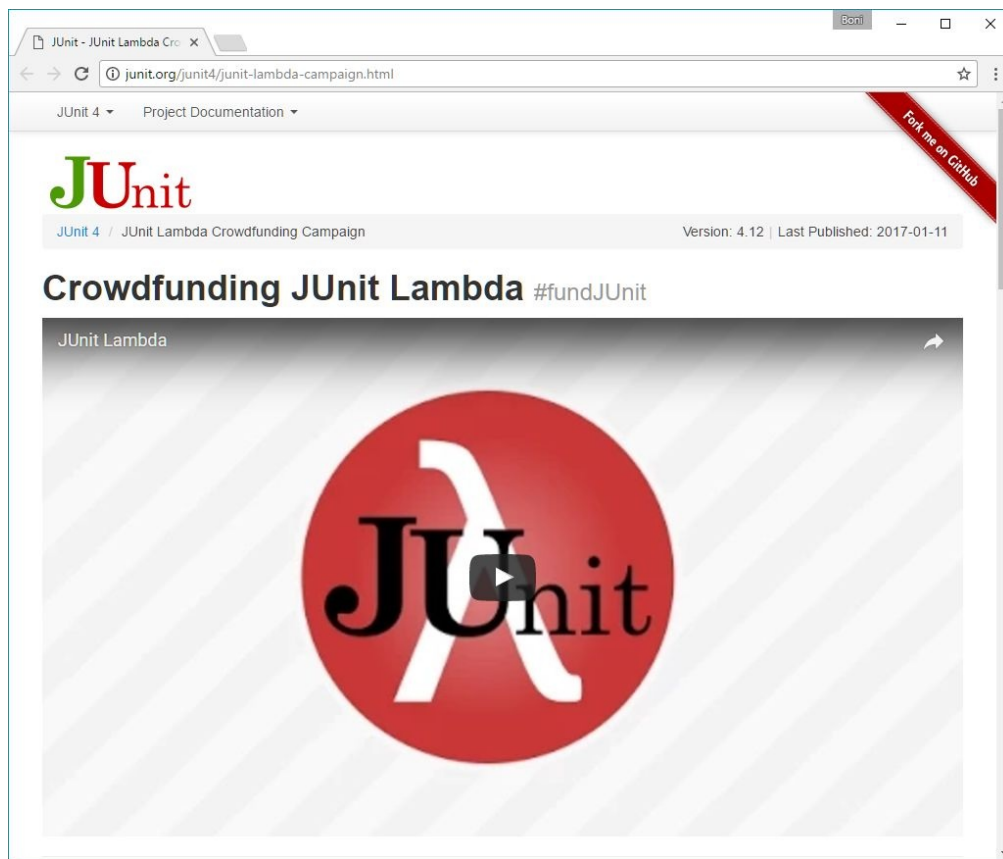 Boni
JUnit - JUnit Lambda Cro
junit.org/junit4/junit-lambda-campaign.html
JUnit 4 Project Documentation
Fork me on GitHub
JUnit
JUnit 4 / JUnit Lambda Crowdfunding Campaign Version: 4.12 | Last Published: 2017-01-11
Crowdfunding JUnit Lambda #fundJUnit
JUnit Lambda
λ
JUnit